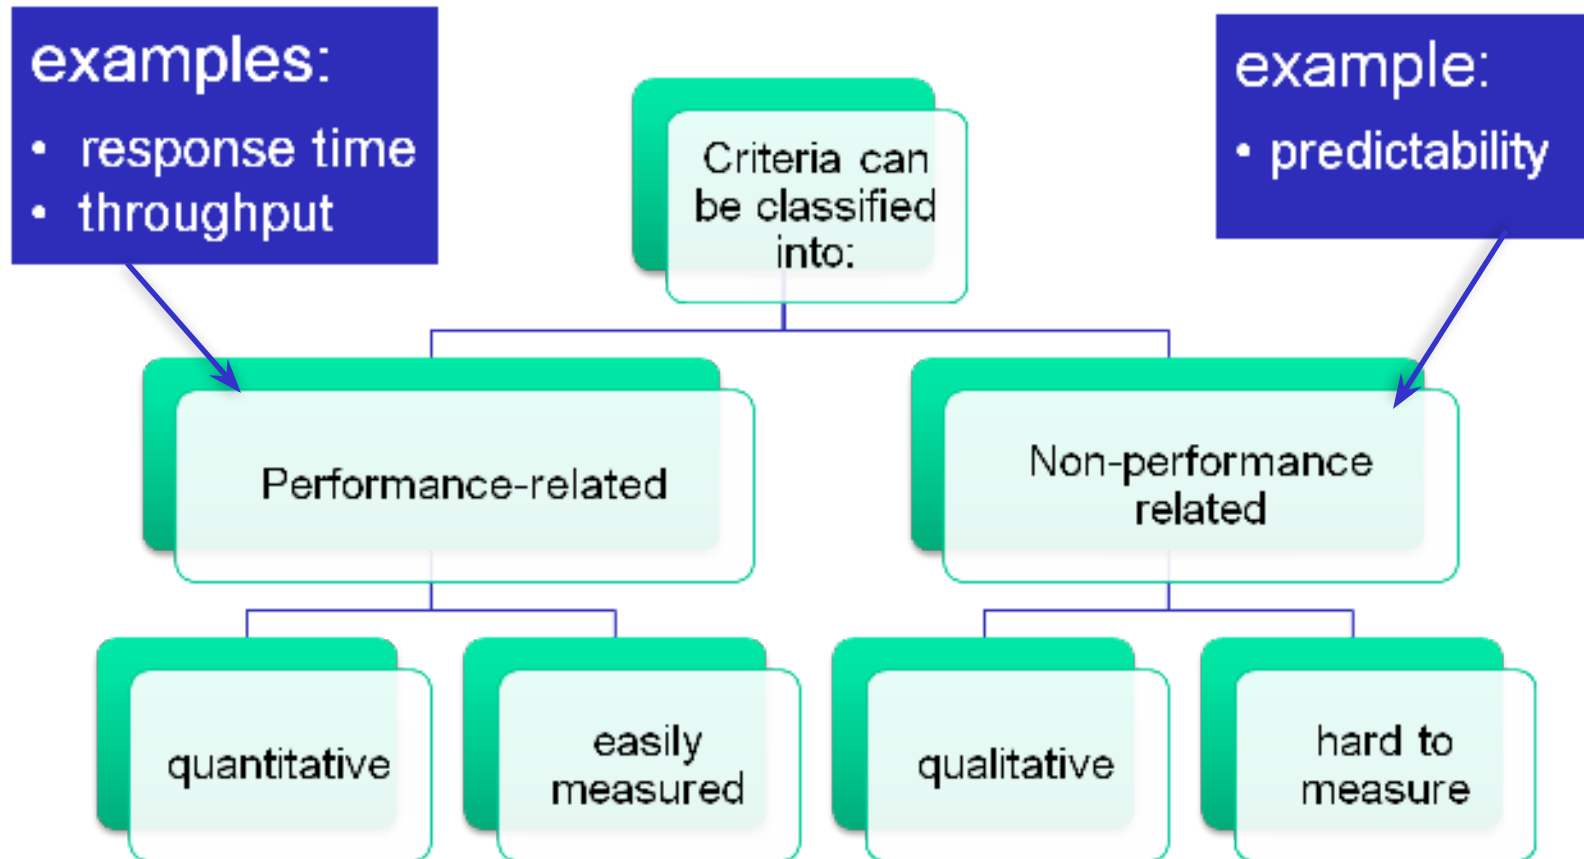 examples:
• response time
• throughput
example:
• predictability
Criteria can
be classified
into:
Performance-related
Non-performance
related
quantitative
easily
measured
qualitative
hard to
measure